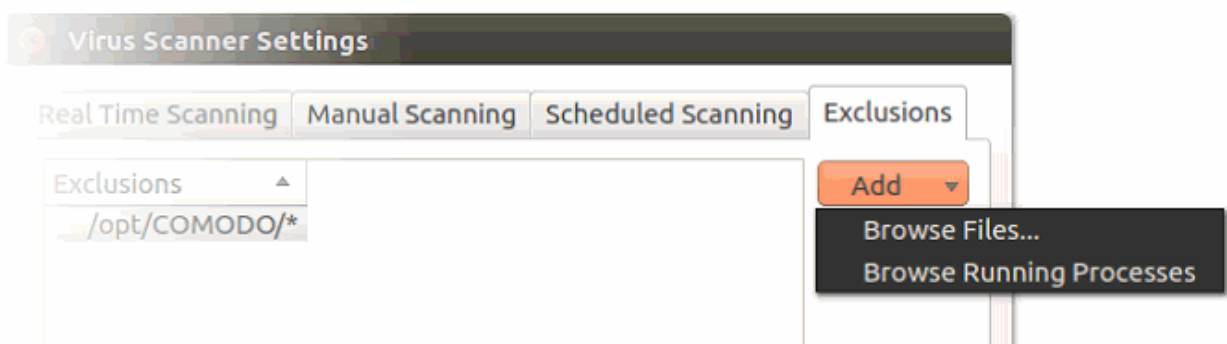 Virus Scanner Settings
Real Time Scanning Manual Scanning Scheduled Scanning Exclusions
Exclusions Add
/opt/COMODO/*
Browse Files...
Browse Running Processes